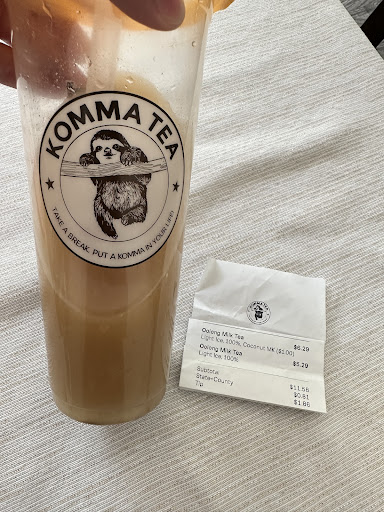 KOMMA TEA
TAKE A BREAK, PUT A KOMMA IN YOUR LIFE!
KOMMA TEA
Oolong Milk Tea $6.29
Light Ice, 100%, Coconut MK ($1.00)
Oolong Milk Tea $5.29
Light Ice, 100%
Subtotal $11.58
State+County $0.81
Tip $1.86